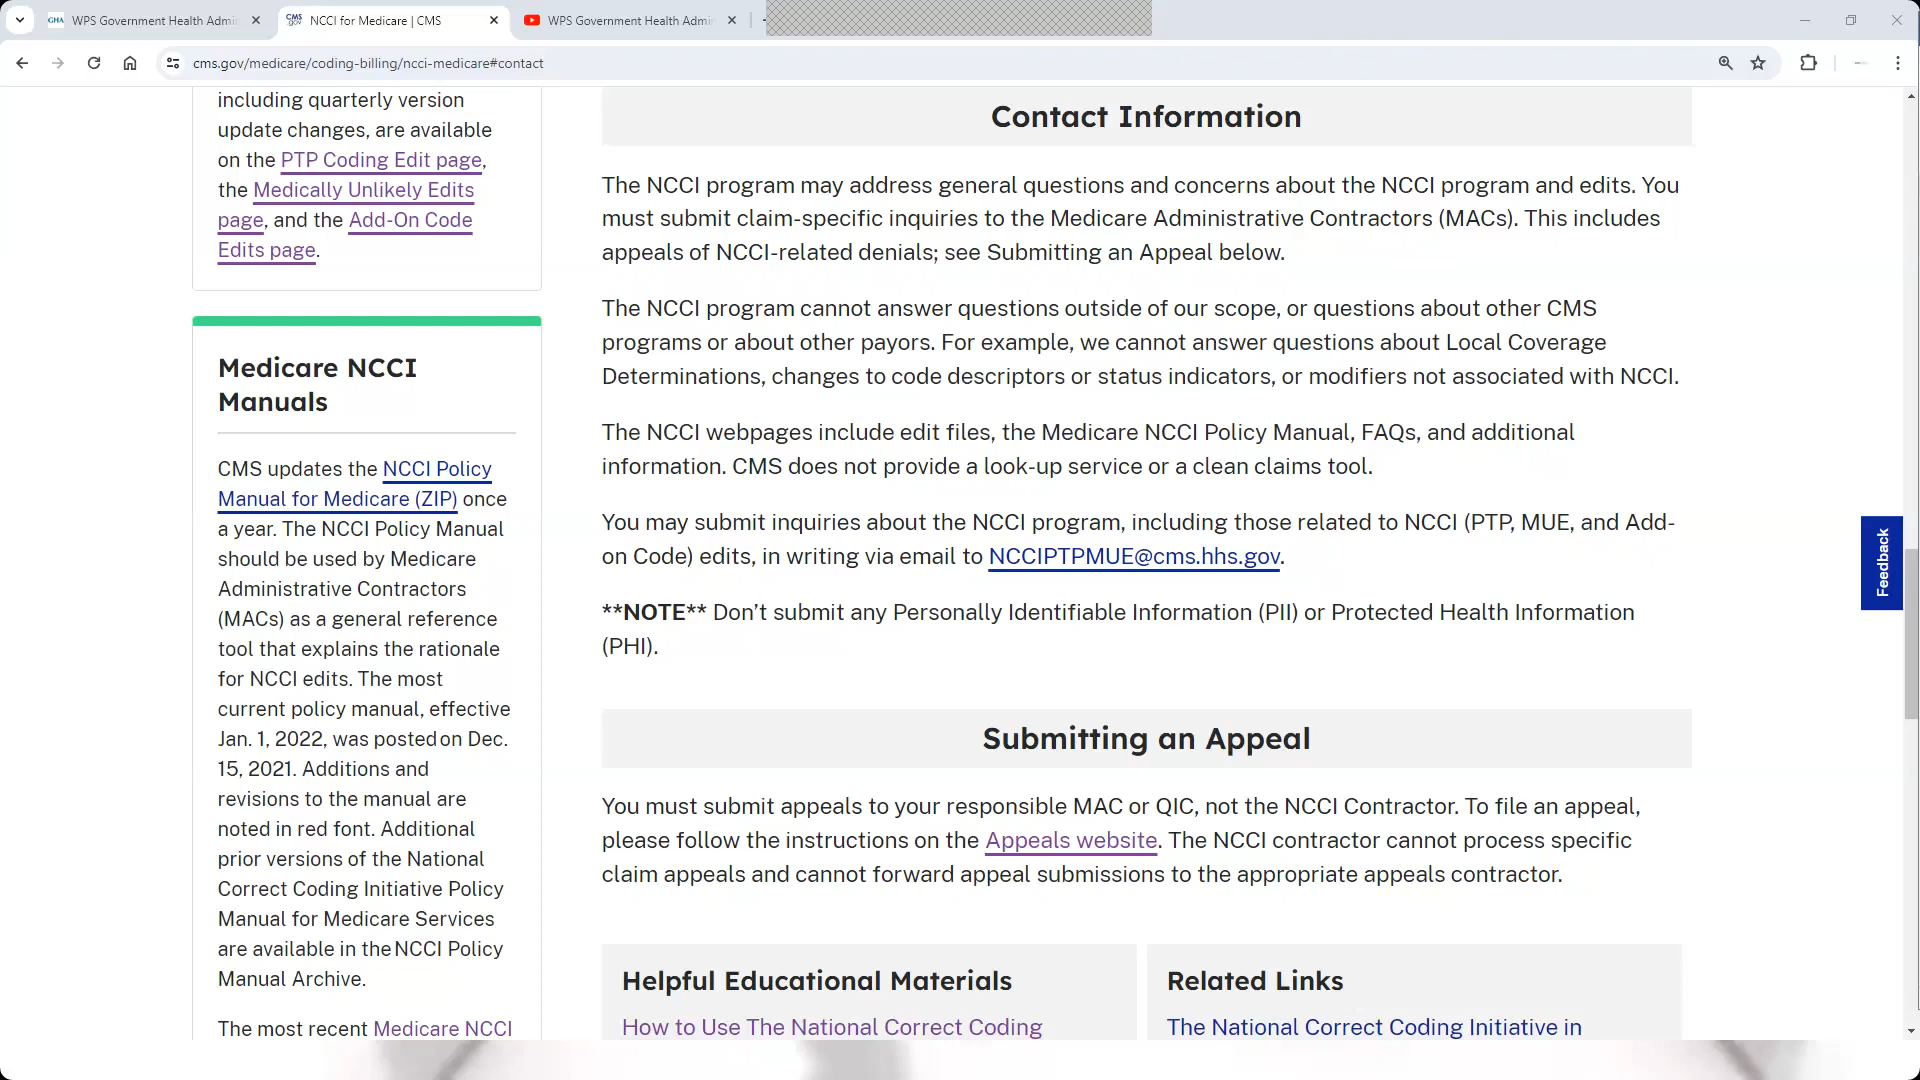 GHA WPS Government Health Admi
CMS.gov NCCI for Medicare | CMS
WPS Government Health Admi
cms.gov/medicare/coding-billing/ncci-medicare#contact
including quarterly version
update changes, are available
on the PTP Coding Edit page,
the Medically Unlikely Edits
page, and the Add-On Code
Edits page.
Medicare NCCI
Manuals
CMS updates the NCCI Policy
Manual for Medicare (ZIP) once
a year. The NCCI Policy Manual
should be used by Medicare
Administrative Contractors
(MACs) as a general reference
tool that explains the rationale
for NCCI edits. The most
current policy manual, effective
Jan. 1, 2022, was posted on Dec.
15, 2021. Additions and
revisions to the manual are
noted in red font. Additional
prior versions of the National
Correct Coding Initiative Policy
Manual for Medicare Services
are available in the NCCI Policy
Manual Archive.
The most recent Medicare NCCI
Contact Information
The NCCI program may address general questions and concerns about the NCCI program and edits. You
must submit claim-specific inquiries to the Medicare Administrative Contractors (MACs). This includes
appeals of NCCI-related denials; see Submitting an Appeal below.
The NCCI program cannot answer questions outside of our scope, or questions about other CMS
programs or about other payors. For example, we cannot answer questions about Local Coverage
Determinations, changes to code descriptors or status indicators, or modifiers not associated with NCCI.
The NCCI webpages include edit files, the Medicare NCCI Policy Manual, FAQs, and additional
information. CMS does not provide a look-up service or a clean claims tool.
You may submit inquiries about the NCCI program, including those related to NCCI (PTP, MUE, and Add-
on Code) edits, in writing via email to NCCIPTPMUE@cms.hhs.gov.
**NOTE** Don’t submit any Personally Identifiable Information (PII) or Protected Health Information
(PHI).
Submitting an Appeal
You must submit appeals to your responsible MAC or QIC, not the NCCI Contractor. To file an appeal,
please follow the instructions on the Appeals website. The NCCI contractor cannot process specific
claim appeals and cannot forward appeal submissions to the appropriate appeals contractor.
Helpful Educational Materials
How to Use The National Correct Coding
Related Links
The National Correct Coding Initiative in
Feedback